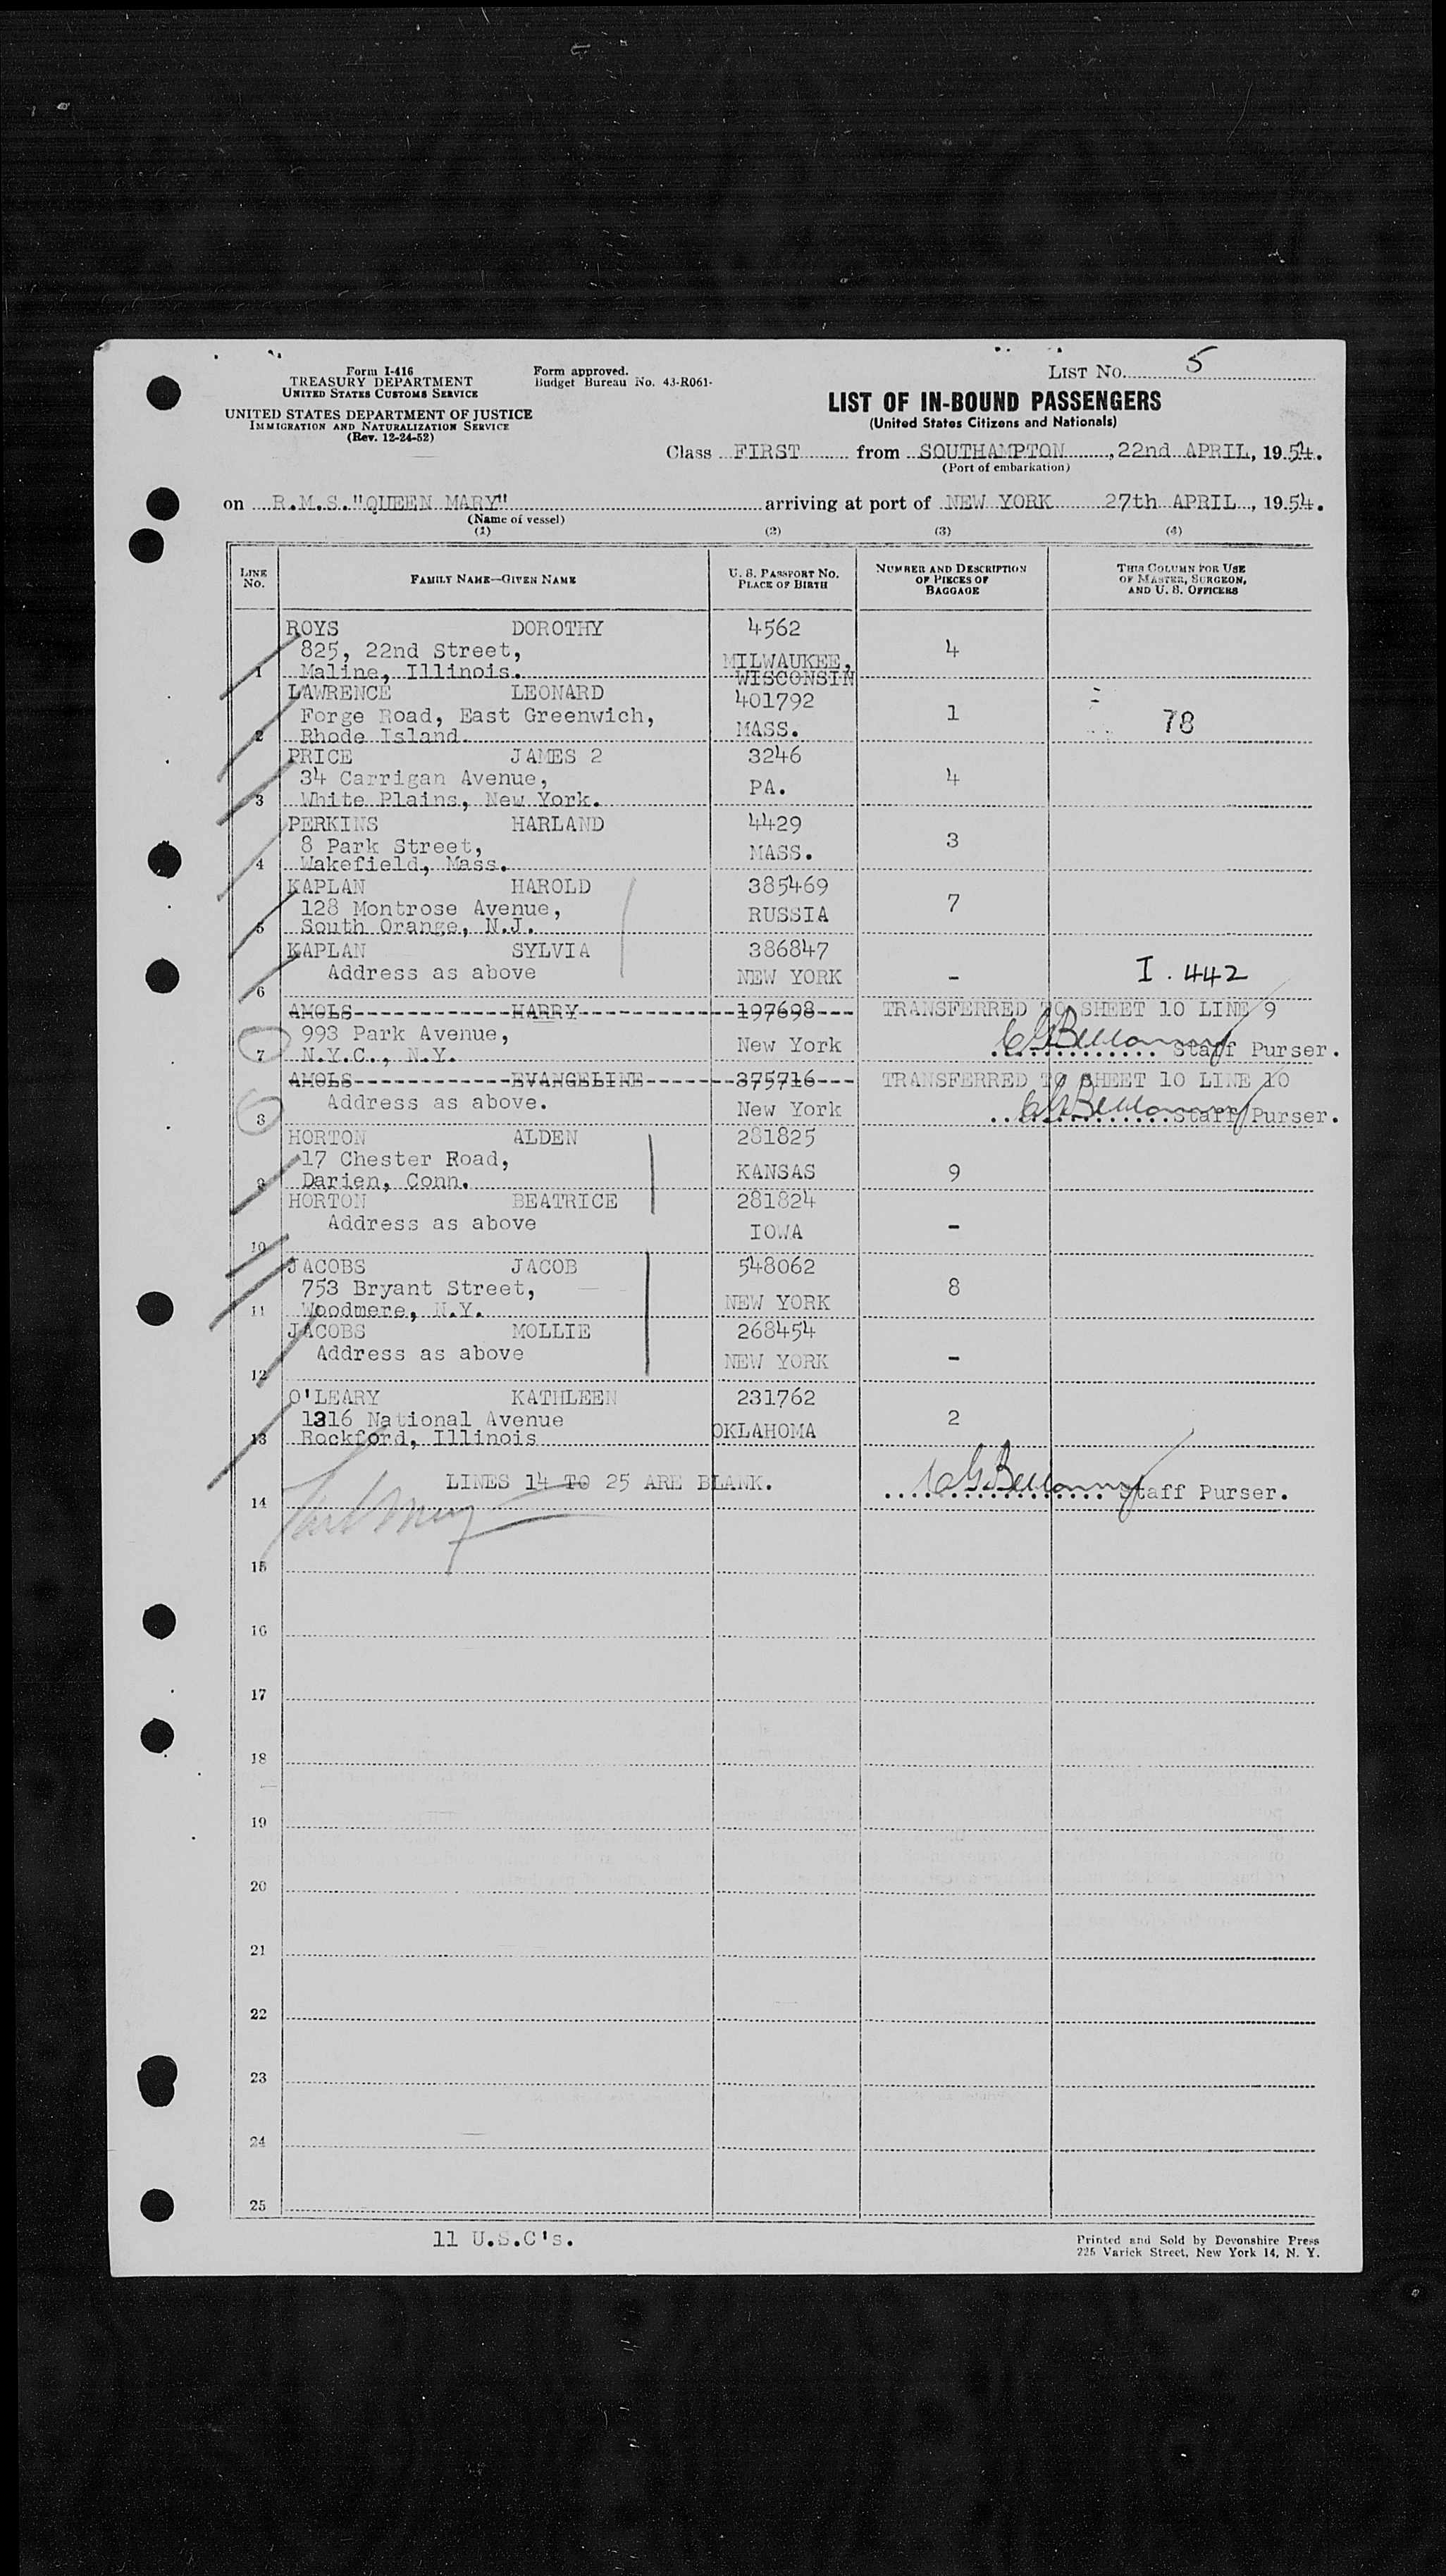 Form I-416
TREASURY DEPARTMENT
UNITED STATES CUSTOMS SERVICE
UNITED STATES DEPARTMENT OF JUSTICE
IMMIGRATION AND NATURALIZATION SERVICE
(Rev. 12-24-52)
Form approved.
Budget Bureau No. 43-R061-
LIST NO. 5
LIST OF IN-BOUND PASSENGERS
(United States Citizens and Nationals)
Class FIRST from SOUTHAMPTON, 22nd APRIL, 1954.
(Port of embarkation)
on R.M.S."QUEEN MARY" arriving at port of NEW YORK 27th APRIL, 1954.
(Name of vessel)
(1) (2) (3) (4)
LINE NO. FAMILY NAME—GIVEN NAME U. S. PASSPORT NO. PLACE OF BIRTH NUMBER AND DESCRIPTION OF PIECES OF BAGGAGE THIS COLUMN FOR USE OF MASTER, SURGEON, AND U. S. OFFICERS
ROYS DOROTHY 4562
825, 22nd Street, 4
1 Maline, Illinois. MILWAUKEE, WISCONSIN
LAWRENCE LEONARD 401792
Forge Road, East Greenwich, 1 78
2 Rhode Island. MASS.
PRICE JAMES 2 3246
34 Carrigan Avenue, 4
3 White Plains, New York. PA.
PERKINS HARLAND 4429
8 Park Street, 3
4 Wakefield, Mass. MASS.
KAPLAN HAROLD 385469
128 Montrose Avenue, 7
5 South Orange, N.J. RUSSIA
KAPLAN SYLVIA 386847
Address as above NEW YORK - I. 442
6
AMOLS HARRY 197698 TRANSFERRED TO SHEET 10 LINE 9
993 Park Avenue,
7 N.Y.C., N.Y. New York Staff Purser.
AMOLS EVANGELINE 375716 TRANSFERRED TO SHEET 10 LINE 10
Address as above. New York
8 Staff Purser.
HORTON ALDEN 281825
17 Chester Road, 9
9 Darien, Conn. KANSAS
HORTON BEATRICE 281824
Address as above IOWA -
10
JACOBS JACOB 548062
753 Bryant Street, 8
11 Woodmere, N.Y. NEW YORK
JACOBS MOLLIE 268454
Address as above NEW YORK -
12
O'LEARY KATHLEEN 231762
1316 National Avenue 2
13 Rockford, Illinois OKLAHOMA
LINES 14 TO 25 ARE BLANK.
14 Staff Purser.
15
16
17
18
19
20
21
22
23
24
25
11 U.S.C's.
Printed and Sold by Devonshire Press
225 Varick Street, New York 14, N. Y.